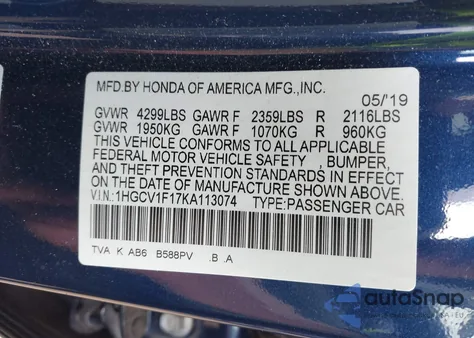 MFD.BY HONDA OF AMERICA MFG.,INC.
05/'19
GVWR 4299LBS GAWR F 2359LBS R 2116LBS
GVWR 1950KG GAWR F 1070KG R 960KG
THIS VEHICLE CONFORMS TO ALL APPLICABLE
FEDERAL MOTOR VEHICLE SAFETY , BUMPER,
AND THEFT PREVENTION STANDARDS IN EFFECT
ON THE DATE OF MANUFACTURE SHOWN ABOVE.
V.I.N.:1HGCV1F17KA113074 TYPE:PASSENGER CAR
TVA K AB6 B588PV .B .A
autoSnap